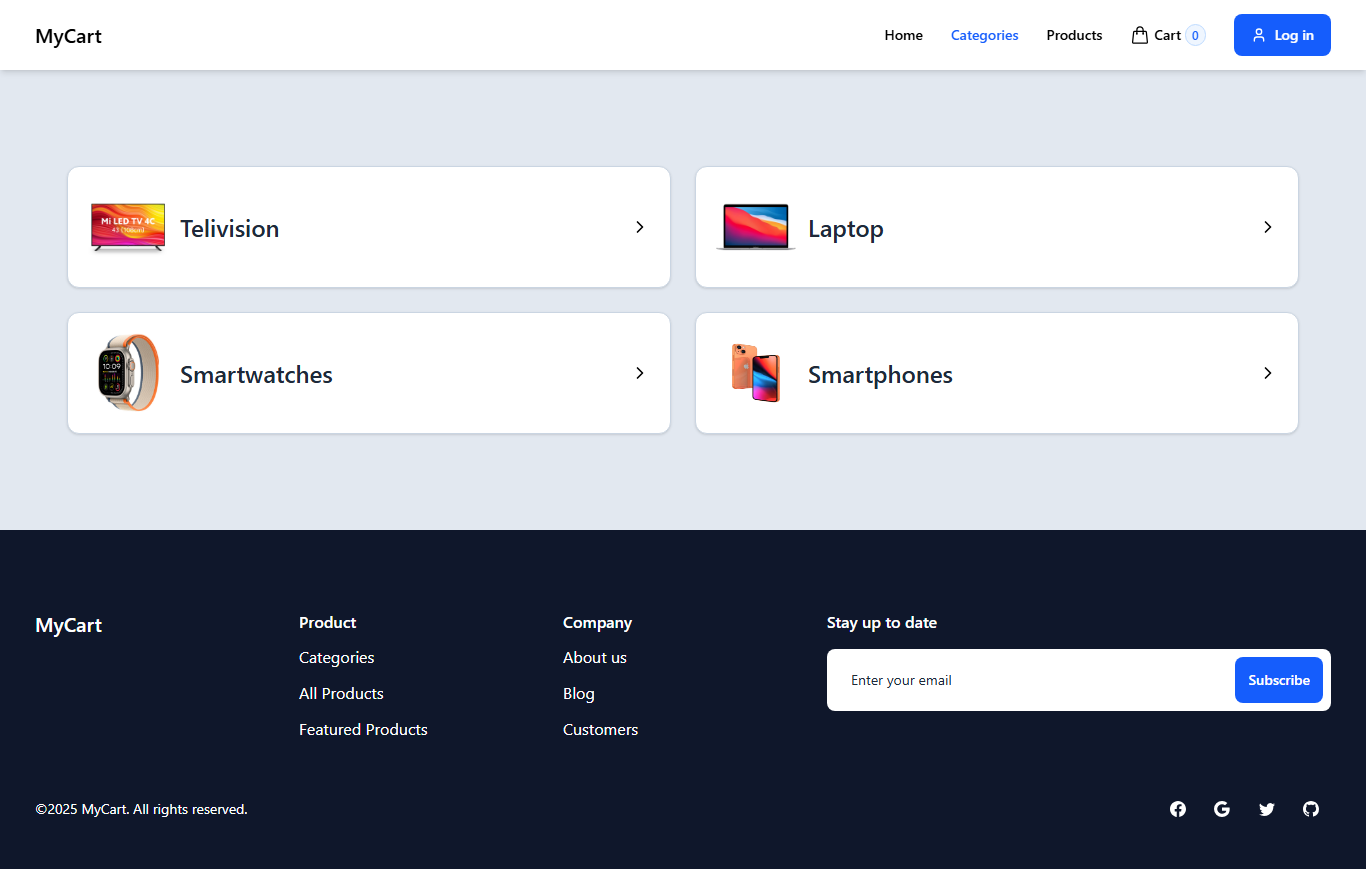 MyCart
Home
Categories
Products
Cart 0
Log in
Mi LED TV 4C
Telivision
Laptop
10:09
Smartwatches
Smartphones
MyCart
Product
Categories
All Products
Featured Products
Company
About us
Blog
Customers
Stay up to date
Enter your email
Subscribe
©2025 MyCart. All rights reserved.